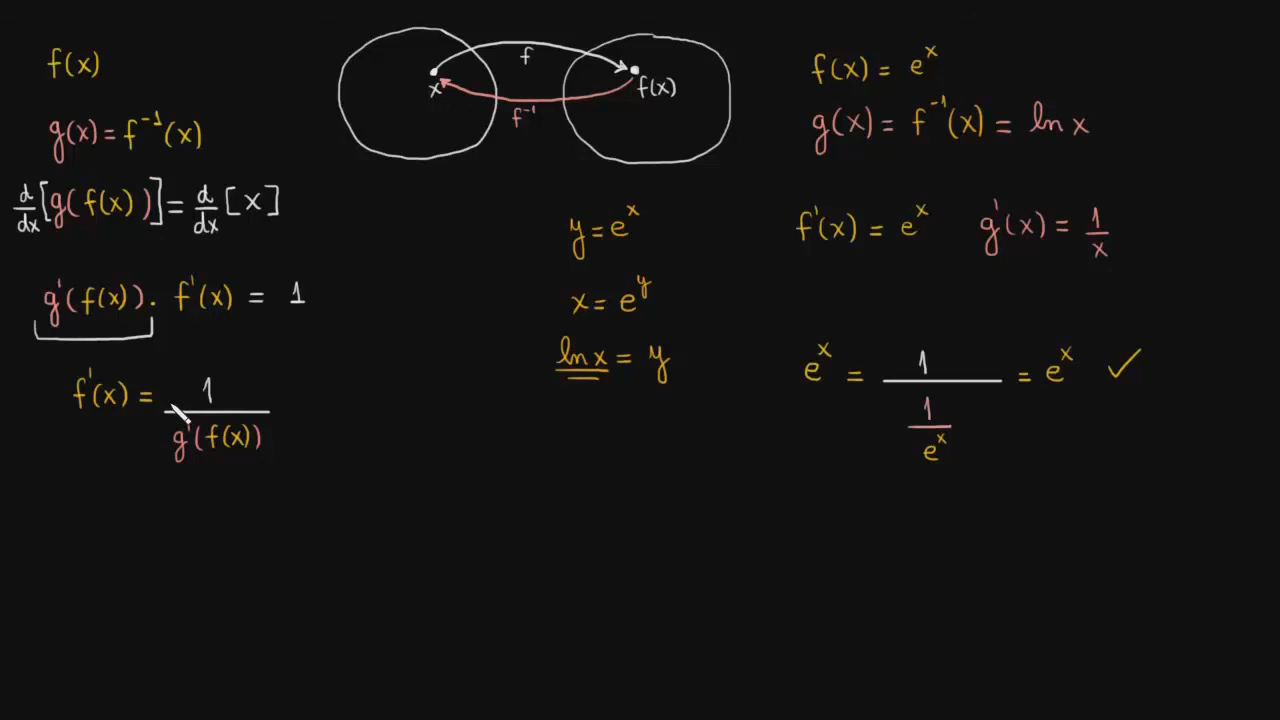 f(x)
g(x) = f⁻¹(x)
d/dx [g(f(x))] = d/dx [x]
g'(f(x)) · f'(x) = 1
f'(x) = 1 / g'(f(x))
f
x
f(x)
f⁻¹
y = eˣ
x = eʸ
ln x = y
f(x) = eˣ
g(x) = f⁻¹(x) = ln x
f'(x) = eˣ g'(x) = 1/x
eˣ = 1 / (1/eˣ) = eˣ ✓